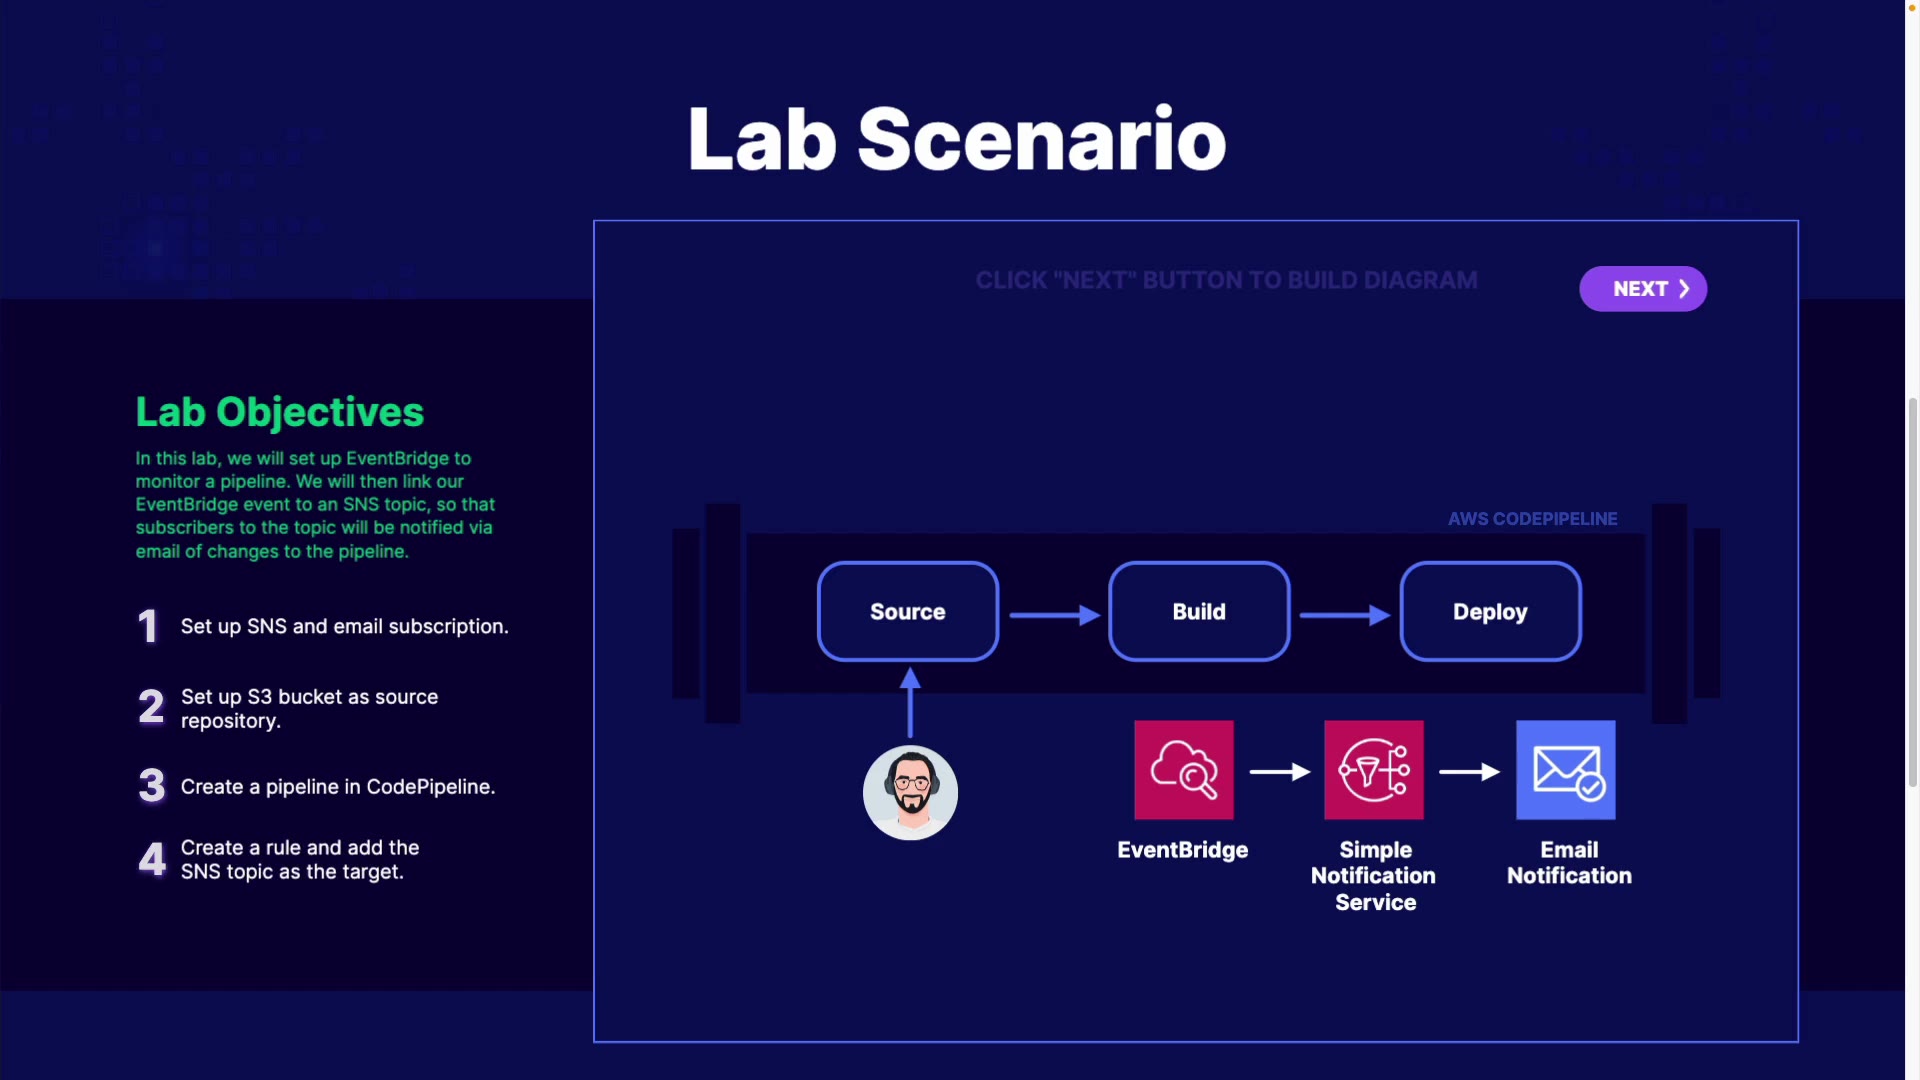 Lab Scenario
CLICK "NEXT" BUTTON TO BUILD DIAGRAM
NEXT
Lab Objectives
In this lab, we will set up EventBridge to
monitor a pipeline. We will then link our
EventBridge event to an SNS topic, so that
subscribers to the topic will be notified via
email of changes to the pipeline.
1 Set up SNS and email subscription.
2 Set up S3 bucket as source
repository.
3 Create a pipeline in CodePipeline.
4 Create a rule and add the
SNS topic as the target.
AWS CODEPIPELINE
Source
Build
Deploy
EventBridge
Simple
Notification
Service
Email
Notification